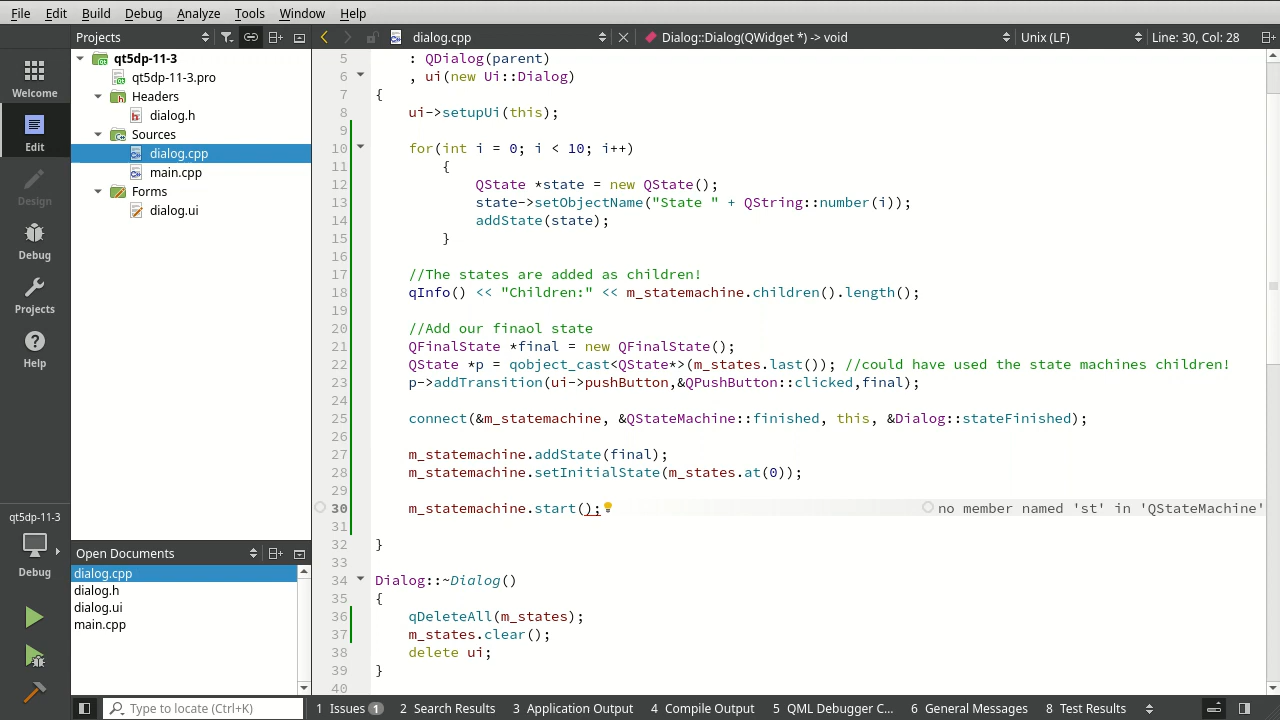 File Edit Build Debug Analyze Tools Window Help
Projects
dialog.cpp
Dialog::Dialog(QWidget *) -> void
Unix (LF)
Line: 30, Col: 28
Welcome
Edit
Design
Debug
Projects
Help
qt5dp-11-3
Debug
qt5dp-11-3
qt5dp-11-3.pro
Headers
dialog.h
Sources
dialog.cpp
main.cpp
Forms
dialog.ui
Open Documents
dialog.cpp
dialog.h
dialog.ui
main.cpp
5 : QDialog(parent)
6 , ui(new Ui::Dialog)
7 {
8 ui->setupUi(this);
9
10 for(int i = 0; i < 10; i++)
11 {
12 QState *state = new QState();
13 state->setObjectName("State " + QString::number(i));
14 addState(state);
15 }
16
17 //The states are added as children!
18 qInfo() << "Children:" << m_statemachine.children().length();
19
20 //Add our finaol state
21 QFinalState *final = new QFinalState();
22 QState *p = qobject_cast<QState*>(m_states.last()); //could have used the state machines children!
23 p->addTransition(ui->pushButton,&QPushButton::clicked,final);
24
25 connect(&m_statemachine, &QStateMachine::finished, this, &Dialog::stateFinished);
26
27 m_statemachine.addState(final);
28 m_statemachine.setInitialState(m_states.at(0));
29
30 m_statemachine.start(); no member named 'st' in 'QStateMachine'
31
32 }
33
34 Dialog::~Dialog()
35 {
36 qDeleteAll(m_states);
37 m_states.clear();
38 delete ui;
39 }
40
Type to locate (Ctrl+K)
1 Issues 1
2 Search Results
3 Application Output
4 Compile Output
5 QML Debugger C...
6 General Messages
8 Test Results